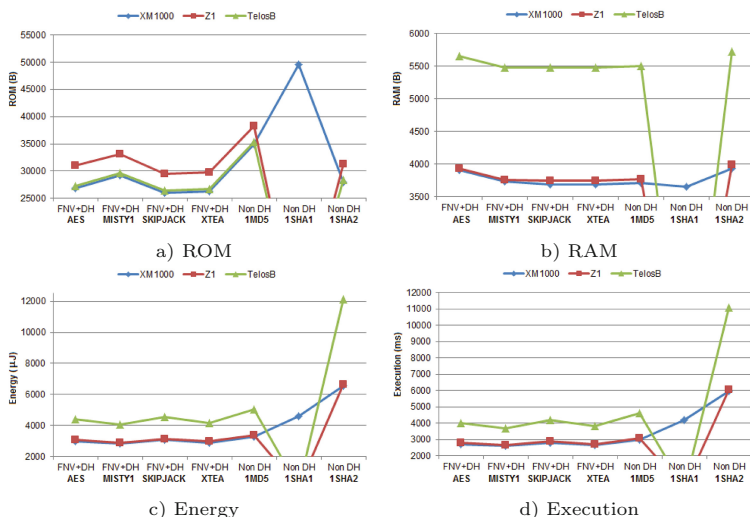 XM1000 Z1 TelosB
ROM (B)
55000
50000
45000
40000
35000
30000
25000
FNV+DH FNV+DH FNV+DH FNV+DH Non DH Non DH Non DH
AES MISTY1 SKIPJACK XTEA 1MD5 1SHA1 1SHA2
a) ROM
XM1000 Z1 TelosB
RAM (B)
6000
5500
5000
4500
4000
3500
FNV+DH FNV+DH FNV+DH FNV+DH Non DH Non DH Non DH
AES MISTY1 SKIPJACK XTEA 1MD5 1SHA1 1SHA2
b) RAM
XM1000 Z1 TelosB
Energy (µJ)
12000
10000
8000
6000
4000
2000
FNV+DH FNV+DH FNV+DH FNV+DH Non DH Non DH Non DH
AES MISTY1 SKIPJACK XTEA 1MD5 1SHA1 1SHA2
c) Energy
XM1000 Z1 TelosB
Execution (ms)
12000
11000
10000
9000
8000
7000
6000
5000
4000
3000
2000
FNV+DH FNV+DH FNV+DH FNV+DH Non DH Non DH Non DH
AES MISTY1 SKIPJACK XTEA 1MD5 1SHA1 1SHA2
d) Execution